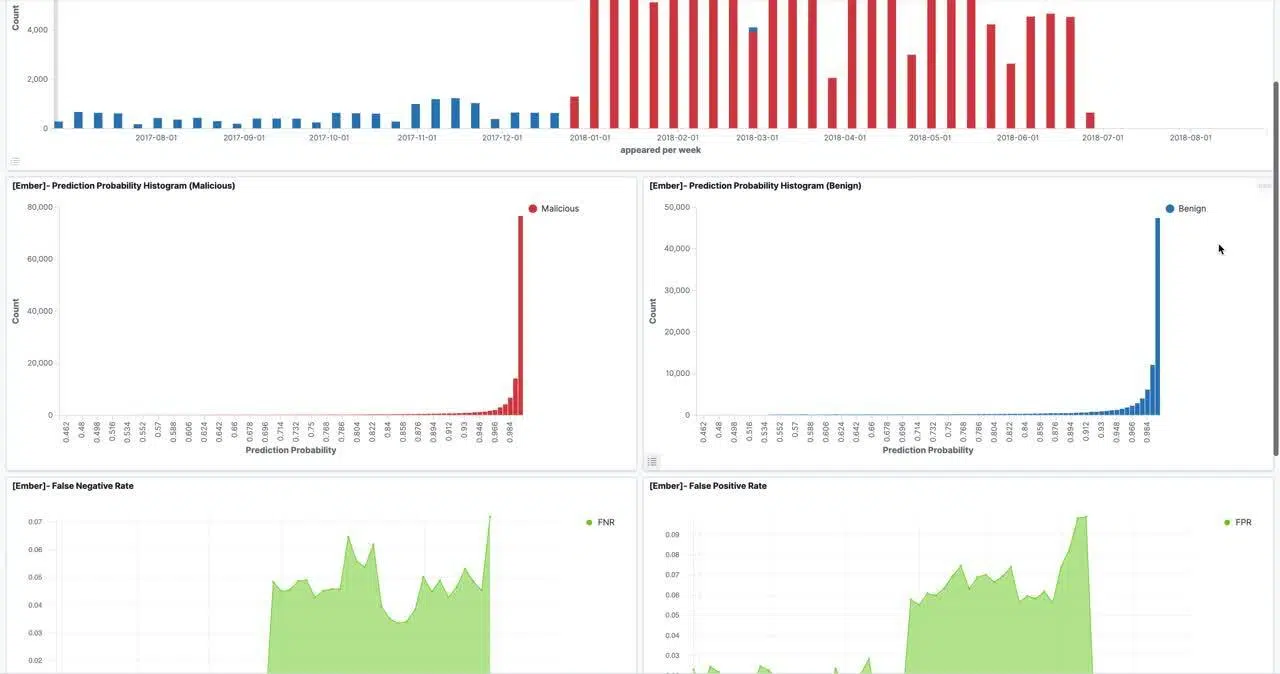 Count
4,000
2,000
0
2017-08-01 2017-09-01 2017-10-01 2017-11-01 2017-12-01 2018-01-01 2018-02-01 2018-03-01 2018-04-01 2018-05-01 2018-06-01 2018-07-01 2018-08-01
appeared per week
[Ember]- Prediction Probability Histogram (Malicious)
80,000
60,000
40,000
20,000
0
Count
Malicious
0.462 0.48 0.498 0.516 0.534 0.552 0.57 0.588 0.606 0.624 0.642 0.66 0.678 0.696 0.714 0.732 0.75 0.768 0.786 0.804 0.822 0.84 0.858 0.876 0.894 0.912 0.93 0.948 0.966 0.984
Prediction Probability
[Ember]- Prediction Probability Histogram (Benign)
50,000
40,000
30,000
20,000
10,000
0
Count
Benign
0.462 0.48 0.498 0.516 0.534 0.552 0.57 0.588 0.606 0.624 0.642 0.66 0.678 0.696 0.714 0.732 0.75 0.768 0.786 0.804 0.822 0.84 0.858 0.876 0.894 0.912 0.93 0.948 0.966 0.984
Prediction Probability
[Ember]- False Negative Rate
0.07
0.06
0.05
0.04
0.03
0.02
FNR
[Ember]- False Positive Rate
0.09
0.08
0.07
0.06
0.05
0.04
0.03
FPR